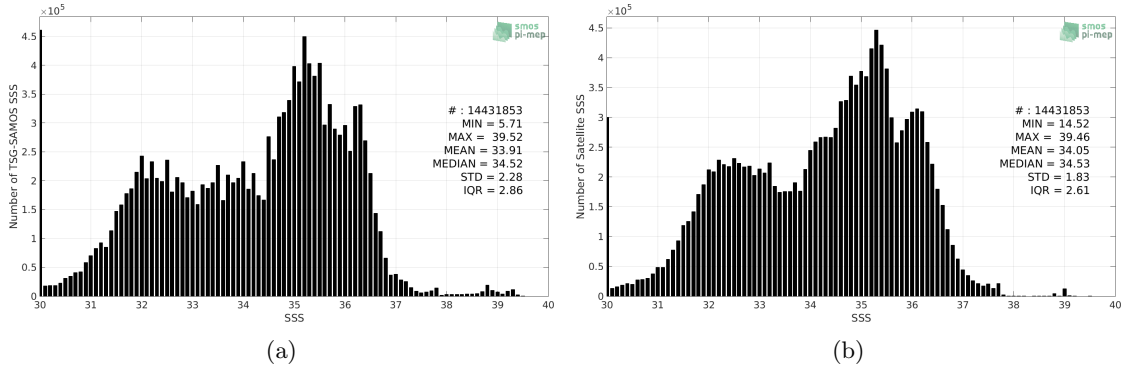 ×10⁵
smos
pi-mep
4.5
4
3.5
3
2.5
2
1.5
1
0.5
0
Number of TSG-SAMOS SSS
# : 14431853
MIN = 5.71
MAX = 39.52
MEAN = 33.91
MEDIAN = 34.52
STD = 2.28
IQR = 2.86
30 31 32 33 34 35 36 37 38 39 40
SSS
(a)
×10⁵
smos
pi-mep
4.5
4
3.5
3
2.5
2
1.5
1
0.5
0
Number of Satellite SSS
# : 14431853
MIN = 14.52
MAX = 39.46
MEAN = 34.05
MEDIAN = 34.53
STD = 1.83
IQR = 2.61
30 31 32 33 34 35 36 37 38 39 40
SSS
(b)